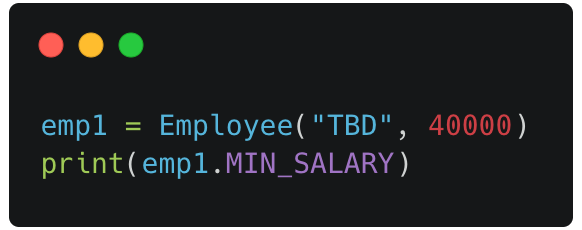 emp1 = Employee("TBD", 40000)
print(emp1.MIN_SALARY)